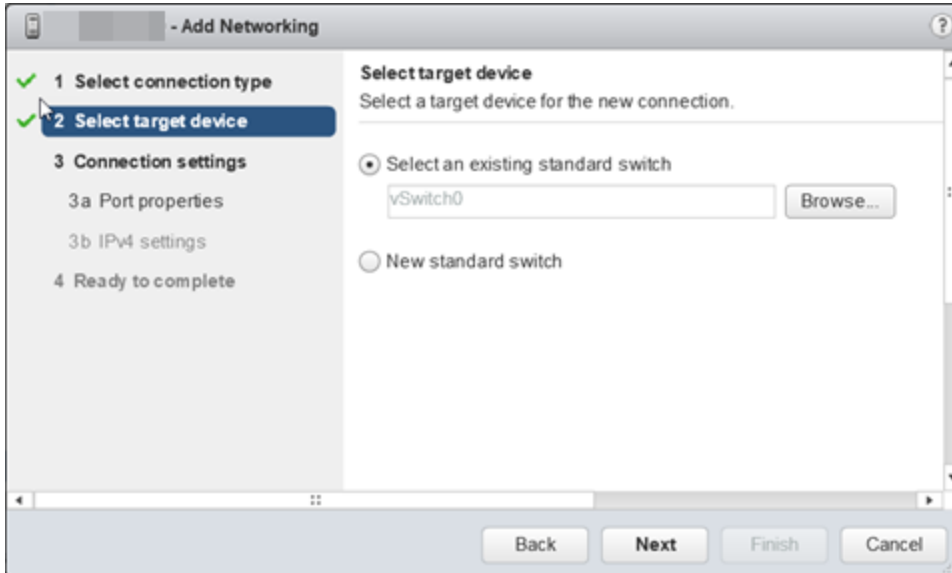 - Add Networking
?
1 Select connection type
2 Select target device
3 Connection settings
3a Port properties
3b IPv4 settings
4 Ready to complete
Select target device
Select a target device for the new connection.
Select an existing standard switch
vSwitch0
Browse...
New standard switch
Back
Next
Finish
Cancel